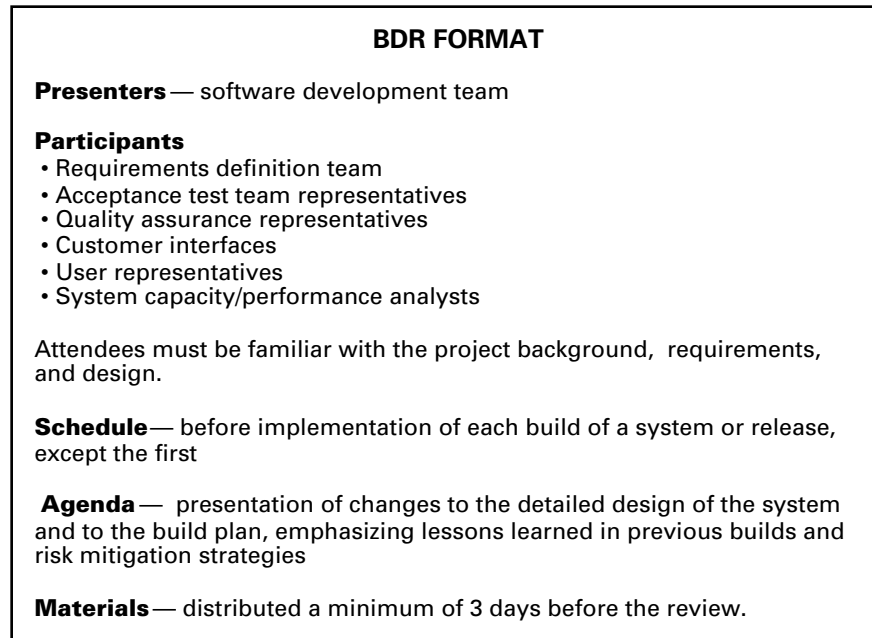 BDR FORMAT
Presenters — software development team
Participants
• Requirements definition team
• Acceptance test team representatives
• Quality assurance representatives
• Customer interfaces
• User representatives
• System capacity/performance analysts
Attendees must be familiar with the project background, requirements,
and design.
Schedule — before implementation of each build of a system or release,
except the first
Agenda — presentation of changes to the detailed design of the system
and to the build plan, emphasizing lessons learned in previous builds and
risk mitigation strategies
Materials — distributed a minimum of 3 days before the review.